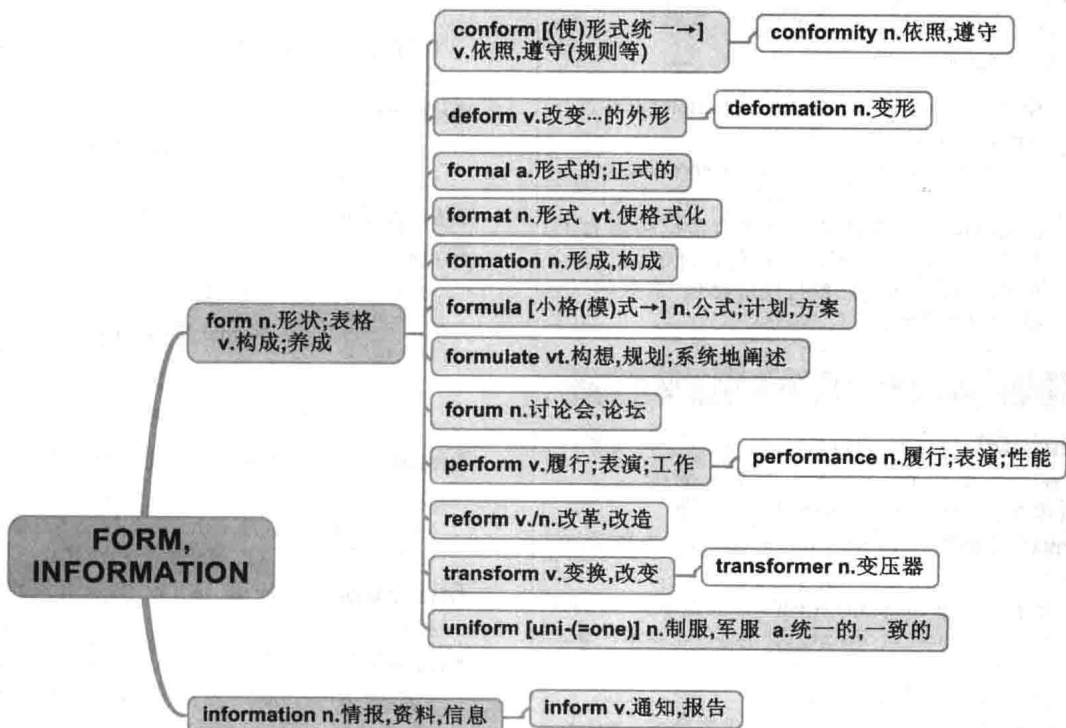 conform [(使)形式统一→]
v.依照,遵守(规则等)
conformity n.依照,遵守
deform v.改变…的外形
deformation n.变形
formal a.形式的;正式的
format n.形式 vt.使格式化
formation n.形成,构成
form n.形状;表格
v.构成;养成
formula [小格(模)式→] n.公式;计划,方案
formulate vt.构想,规划;系统地阐述
forum n.讨论会,论坛
perform v.履行;表演;工作
performance n.履行;表演;性能
reform v./n.改革,改造
FORM,
INFORMATION
transform v.变换,改变
transformer n.变压器
uniform [uni-(=one)] n.制服,军服 a.统一的,一致的
information n.情报,资料,信息
inform v.通知,报告